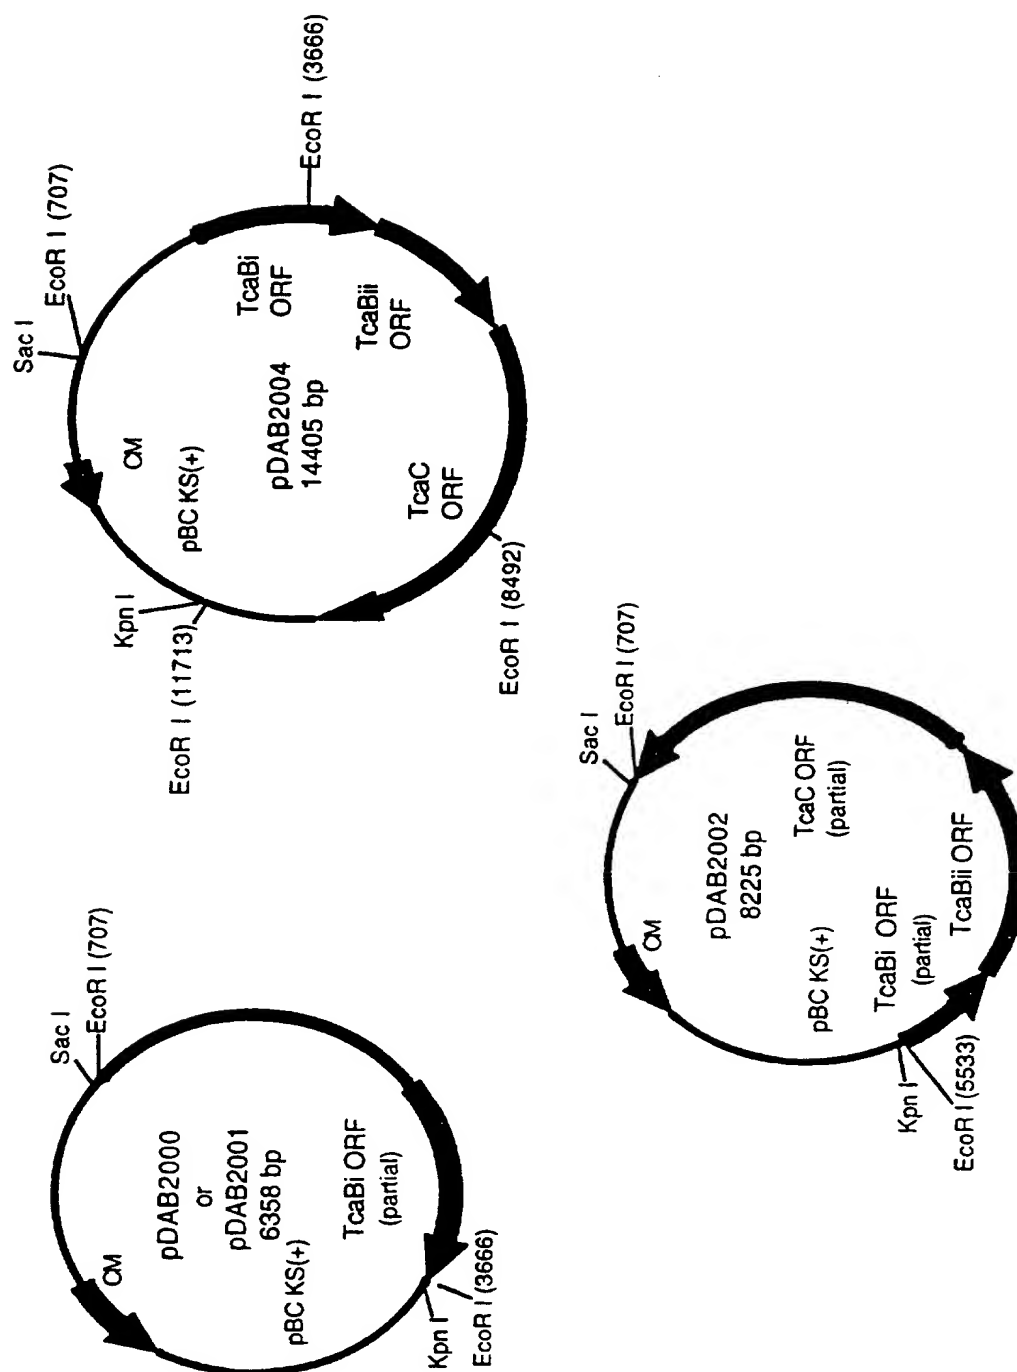 Sac I
EcoR I (707)
CM
pDAB2000
or
pDAB2001
6358 bp
pBC KS(+)
TcaBi ORF
(partial)
Kpn I
EcoR I (3666)
Sac I
EcoR I (707)
EcoR I (3666)
CM
pBC KS(+)
TcaBi
ORF
TcaBii
ORF
pDAB2004
14405 bp
TcaC
ORF
Kpn I
EcoR I (11713)
EcoR I (8492)
Sac I
EcoR I (707)
CM
pDAB2002
8225 bp
TcaC ORF
(partial)
pBC KS(+)
TcaBi ORF
(partial)
TcaBii ORF
Kpn I
EcoR I (5533)